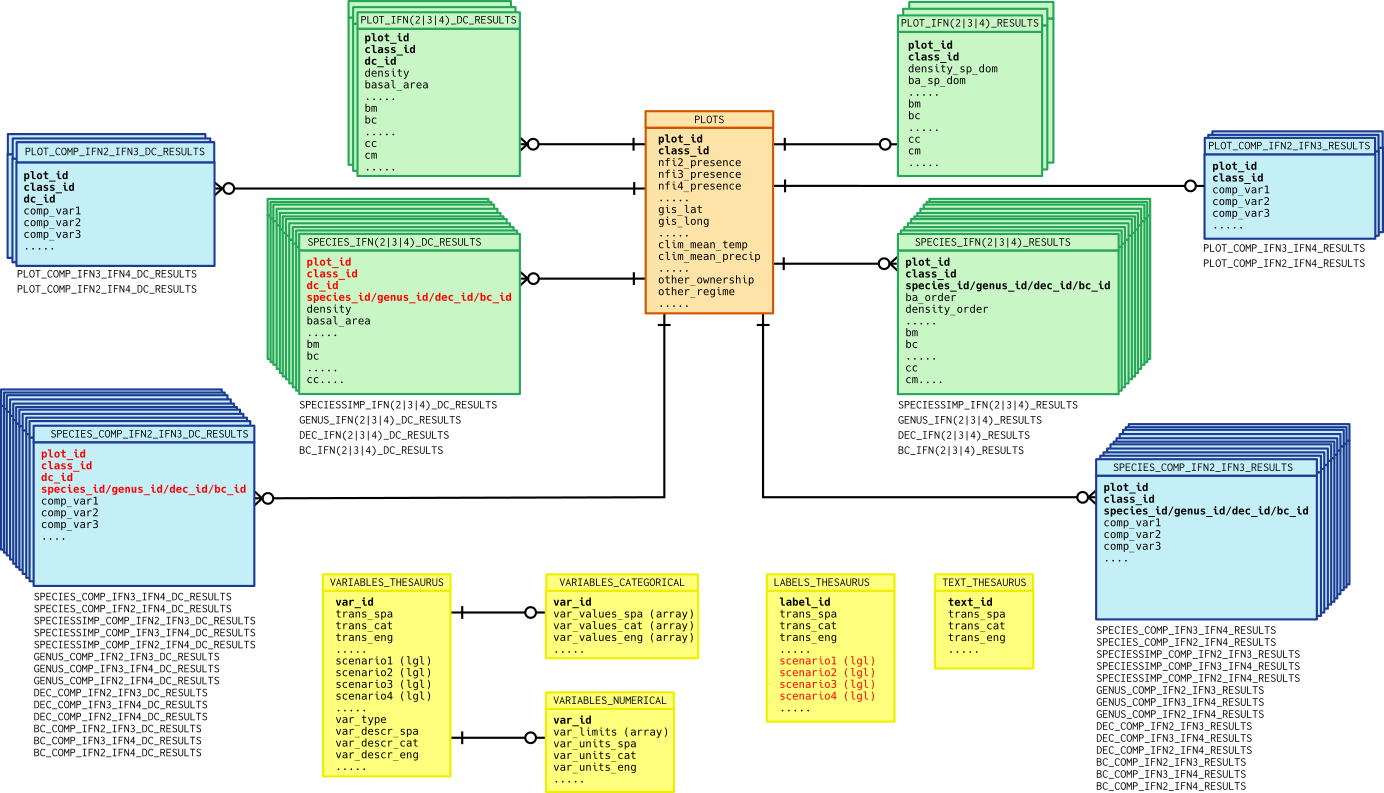 PLOT_IFN(2|3|4)_DC_RESULTS
plot_id
class_id
dc_id
density
basal_area
.....
bm
bc
.....
cc
cm
.....
PLOT_IFN(2|3|4)_RESULTS
plot_id
class_id
density_sp_dom
ba_sp_dom
.....
bm
bc
.....
cc
cm
.....
PLOTS
plot_id
class_id
nfi2_presence
nfi3_presence
nfi4_presence
.....
gis_lat
gis_long
.....
clim_mean_temp
clim_mean_precip
.....
other_ownership
other_regime
.....
PLOT_COMP_IFN2_IFN3_DC_RESULTS
plot_id
class_id
dc_id
comp_var1
comp_var2
comp_var3
.....
PLOT_COMP_IFN3_IFN4_DC_RESULTS
PLOT_COMP_IFN2_IFN4_DC_RESULTS
PLOT_COMP_IFN2_IFN3_RESULTS
plot_id
class_id
comp_var1
comp_var2
comp_var3
.....
PLOT_COMP_IFN3_IFN4_RESULTS
PLOT_COMP_IFN2_IFN4_RESULTS
SPECIES_IFN(2|3|4)_DC_RESULTS
plot_id
class_id
dc_id
species_id/genus_id/dec_id/bc_id
density
basal_area
.....
bm
bc
.....
cc....
SPECIESSIMP_IFN(2|3|4)_DC_RESULTS
GENUS_IFN(2|3|4)_DC_RESULTS
DEC_IFN(2|3|4)_DC_RESULTS
BC_IFN(2|3|4)_DC_RESULTS
SPECIES_IFN(2|3|4)_RESULTS
plot_id
class_id
species_id/genus_id/dec_id/bc_id
ba_order
density_order
.....
bm
bc
.....
cc
cm....
SPECIESSIMP_IFN(2|3|4)_RESULTS
GENUS_IFN(2|3|4)_RESULTS
DEC_IFN(2|3|4)_RESULTS
BC_IFN(2|3|4)_RESULTS
SPECIES_COMP_IFN2_IFN3_DC_RESULTS
plot_id
class_id
dc_id
species_id/genus_id/dec_id/bc_id
comp_var1
comp_var2
comp_var3
....
SPECIES_COMP_IFN3_IFN4_DC_RESULTS
SPECIES_COMP_IFN2_IFN4_DC_RESULTS
SPECIESSIMP_COMP_IFN2_IFN3_DC_RESULTS
SPECIESSIMP_COMP_IFN3_IFN4_DC_RESULTS
SPECIESSIMP_COMP_IFN2_IFN4_DC_RESULTS
GENUS_COMP_IFN2_IFN3_DC_RESULTS
GENUS_COMP_IFN3_IFN4_DC_RESULTS
GENUS_COMP_IFN2_IFN4_DC_RESULTS
DEC_COMP_IFN2_IFN3_DC_RESULTS
DEC_COMP_IFN3_IFN4_DC_RESULTS
DEC_COMP_IFN2_IFN4_DC_RESULTS
BC_COMP_IFN2_IFN3_DC_RESULTS
BC_COMP_IFN3_IFN4_DC_RESULTS
BC_COMP_IFN2_IFN4_DC_RESULTS
SPECIES_COMP_IFN2_IFN3_RESULTS
plot_id
class_id
species_id/genus_id/dec_id/bc_id
comp_var1
comp_var2
comp_var3
....
SPECIES_COMP_IFN3_IFN4_RESULTS
SPECIES_COMP_IFN2_IFN4_RESULTS
SPECIESSIMP_COMP_IFN2_IFN3_RESULTS
SPECIESSIMP_COMP_IFN3_IFN4_RESULTS
SPECIESSIMP_COMP_IFN2_IFN4_RESULTS
GENUS_COMP_IFN2_IFN3_RESULTS
GENUS_COMP_IFN3_IFN4_RESULTS
GENUS_COMP_IFN2_IFN4_RESULTS
DEC_COMP_IFN2_IFN3_RESULTS
DEC_COMP_IFN3_IFN4_RESULTS
DEC_COMP_IFN2_IFN4_RESULTS
BC_COMP_IFN2_IFN3_RESULTS
BC_COMP_IFN3_IFN4_RESULTS
BC_COMP_IFN2_IFN4_RESULTS
VARIABLES_THESAURUS
var_id
trans_spa
trans_cat
trans_eng
.....
scenario1 (lgl)
scenario2 (lgl)
scenario3 (lgl)
scenario4 (lgl)
.....
var_type
var_descr_spa
var_descr_cat
var_descr_eng
.....
VARIABLES_CATEGORICAL
var_id
var_values_spa (array)
var_values_cat (array)
var_values_eng (array)
.....
VARIABLES_NUMERICAL
var_id
var_limits (array)
var_units_spa
var_units_cat
var_units_eng
.....
LABELS_THESAURUS
label_id
trans_spa
trans_cat
trans_eng
.....
scenario1 (lgl)
scenario2 (lgl)
scenario3 (lgl)
scenario4 (lgl)
.....
TEXT_THESAURUS
text_id
trans_spa
trans_cat
trans_eng
.....